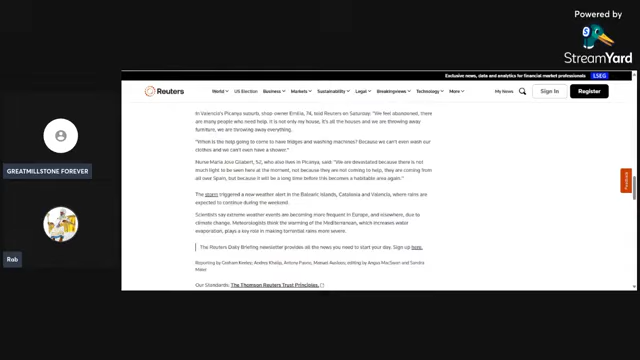 Powered by
StreamYard
Exclusive news, data and analytics for financial market professionals
LSEG
Reuters
World
US Election
Business
Markets
Sustainability
Legal
Breakingviews
Technology
More
My News
Sign In
Register
In Valencia's Picanya suburb, shop owner Emilia, 74, told Reuters on Saturday: "We feel abandoned, there
are many people who need help. It is not only my house, it's all the houses and we are throwing away
furniture, we are throwing away everything.
"What is the help going to come to have fridges and washing machines? Because we can't even wash our
clothes and we can't even have a shower."
Nurse Maria Jose Gilabert, 52, who also lives in Picanya, said: "We are devastated because there is not
much light to be seen here at the moment, not because they are not coming to help, they are coming from
all over Spain, but because it will be a long time before this becomes a habitable area again."
The storm triggered a new weather alert in the Balearic Islands, Catalonia and Valencia, where rains are
expected to continue during the weekend.
Scientists say extreme weather events are becoming more frequent in Europe, and elsewhere, due to
climate change. Meteorologists think the warming of the Mediterranean, which increases water
evaporation, plays a key role in making torrential rains more severe.
The Reuters Daily Briefing newsletter provides all the news you need to start your day. Sign up here.
Reporting by Graham Keeley, editing by Angus MacSwan and Sandra
Maler
Our Standards: The Thomson Reuters Trust Principles.
Feedback
GREATMILLSTONE FOREVER
Rob